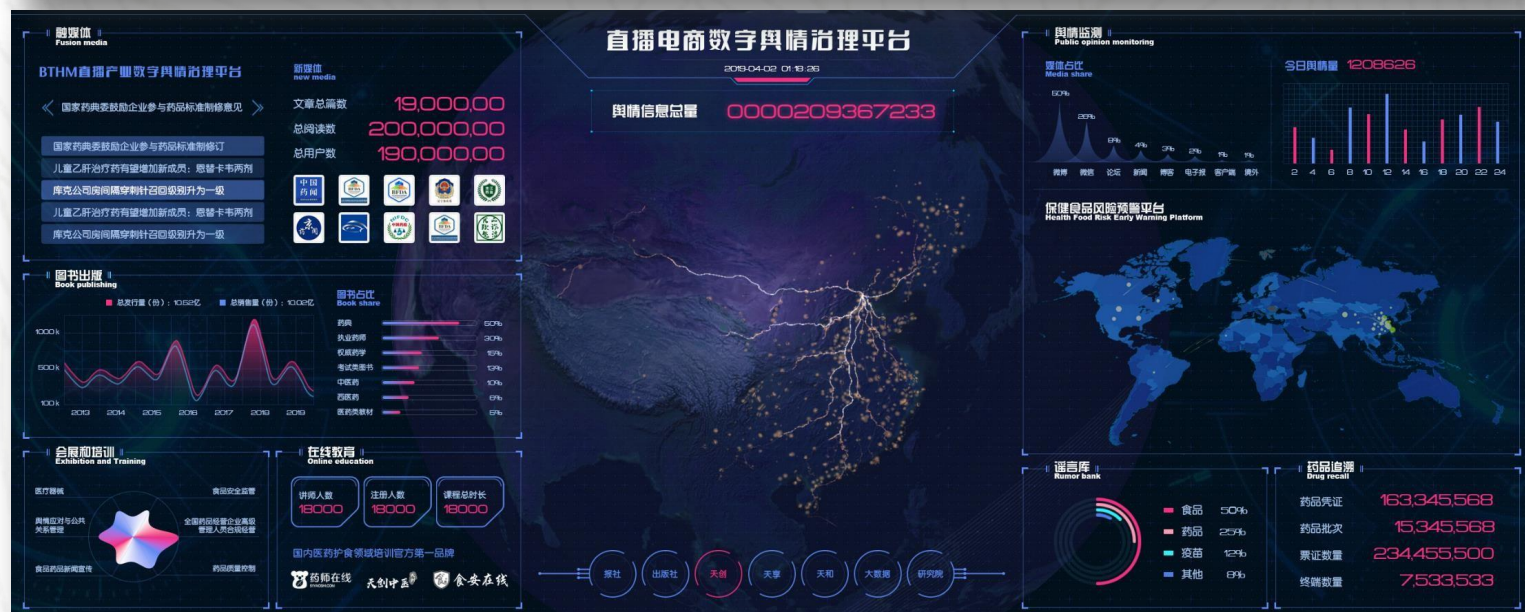 融媒体
Fusion media
BTHM直播产业数字舆情治理平台
国家药典委鼓励企业参与药品标准制修意见
国家药典委鼓励企业参与药品标准制修订
儿童乙肝治疗药有望增加新成员：恩替卡韦两剂
库克公司房间隔穿刺针召回级别升为一级
儿童乙肝治疗药有望增加新成员：恩替卡韦两剂
库克公司房间隔穿刺针召回级别升为一级
新媒体
new media
文章总篇数 19,000,00
总阅读数 200,000,00
总用户数 190,000,00
中国药闻
图书出版
Book publishing
总发行量（份）：10.52亿 总销售量（份）：10.02亿
1000k
500k
100k
2013 2014 2015 2016 2017 2018 2019
图书占比
Book share
药典 50%
执业药师 30%
权威药学 15%
考试类图书 13%
中医药 10%
西医药 6%
医药类教材 5%
会展和培训
Exhibition and Training
医疗器械
舆情应对与公共
关系管理
食品药品新闻宣传
食品安全监管
全国药品经营企业高级
管理人员合规经营
药品质量控制
在线教育
Online education
讲师人数 18000
注册人数 18000
课程总时长 18000
国内医药护食领域培训官方第一品牌
药师在线
天创中医
食安在线
直播电商数字舆情治理平台
2019-04-02 01:18:26
舆情信息总量 0000209367233
报社 出版社 天创 天享 天和 大数据 研究院
舆情监测
Public opinion monitoring
媒体占比
Media share
50%
26%
8%
4%
3%
2%
1%
1%
微博 微信 论坛 新闻 博客 电子报 客户端 境外
今日舆情量 1208626
2 4 6 8 10 12 14 16 18 20 22 24
保健食品风险预警平台
Health Food Risk Early Warning Platform
谣言库
Rumor bank
食品 50%
药品 25%
疫苗 12%
其他 8%
药品追溯
Drug recall
药品凭证 163,345,568
药品批次 15,345,568
票证数量 234,455,500
终端数量 7,533,533